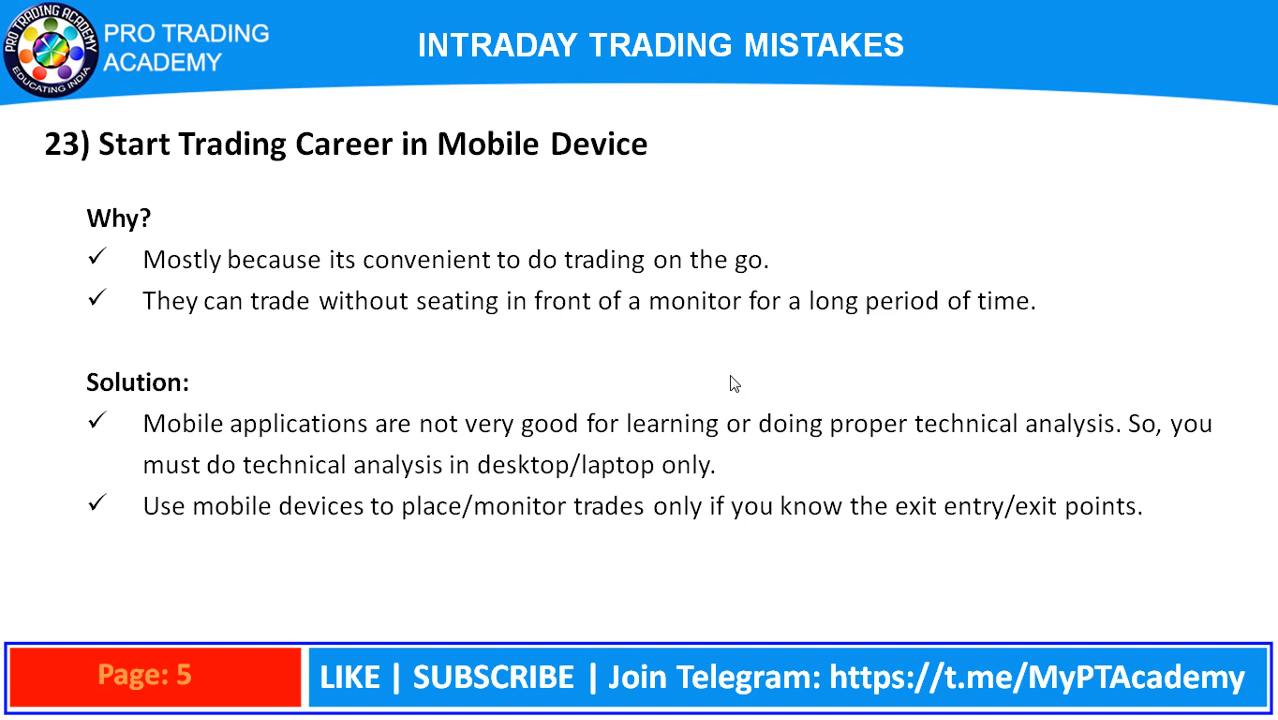 PRO TRADING ACADEMY
EDUCATING INDIA
PRO TRADING
ACADEMY
INTRADAY TRADING MISTAKES
23) Start Trading Career in Mobile Device
Why?
✓ Mostly because its convenient to do trading on the go.
✓ They can trade without seating in front of a monitor for a long period of time.
Solution:
✓ Mobile applications are not very good for learning or doing proper technical analysis. So, you
must do technical analysis in desktop/laptop only.
✓ Use mobile devices to place/monitor trades only if you know the exit entry/exit points.
Page: 5
LIKE | SUBSCRIBE | Join Telegram: https://t.me/MyPTAcademy